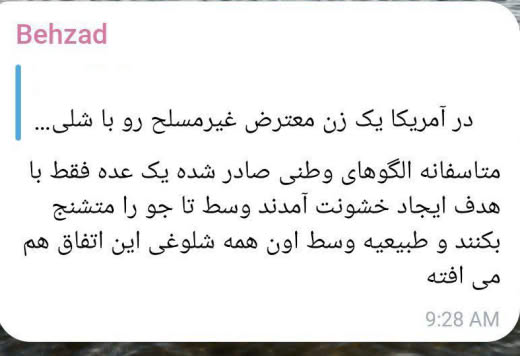 Behzad
در آمریکا یک زن معترض غیرمسلح رو با شلی...
متاسفانه الگوهای وطنی صادر شده یک عده فقط با
هدف ایجاد خشونت آمدند وسط تا جو را متشنج
بکنند و طبیعیه وسط اون همه شلوغی این اتفاق هم
می افته
9:28 AM